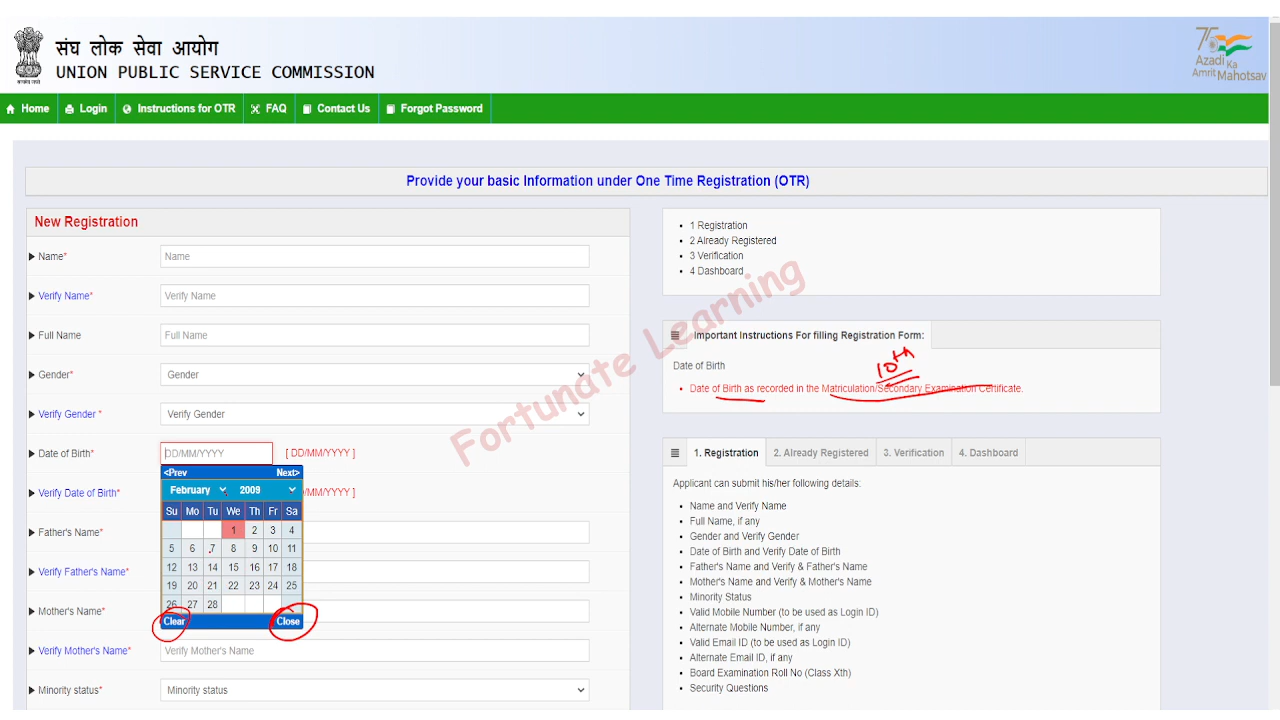 संघ लोक सेवा आयोग
UNION PUBLIC SERVICE COMMISSION
75
Azadi Ka
Amrit Mahotsav
Home Login Instructions for OTR FAQ Contact Us Forgot Password
Provide your basic Information under One Time Registration (OTR)
New Registration
Name* Name
Verify Name* Verify Name
Full Name Full Name
Gender* Gender
Verify Gender * Verify Gender
Date of Birth* DD/MM/YYYY [ DD/MM/YYYY ]
<Prev Next>
February 2009
Verify Date of Birth* /MM/YYYY ]
Su Mo Tu We Th Fr Sa
1 2 3 4
Father's Name*
5 6 7 8 9 10 11
12 13 14 15 16 17 18
Verify Father's Name*
19 20 21 22 23 24 25
26 27 28
Mother's Name*
Clear Close
Verify Mother's Name* Verify Mother's Name
Minority status* Minority status
1 Registration
2 Already Registered
3 Verification
4 Dashboard
Important Instructions For filling Registration Form:
Date of Birth
10th
Date of Birth as recorded in the Matriculation/Secondary Examination Certificate.
1. Registration 2. Already Registered 3. Verification 4. Dashboard
Applicant can submit his/her following details:
Name and Verify Name
Full Name, if any
Gender and Verify Gender
Date of Birth and Verify Date of Birth
Father's Name and Verify & Father's Name
Mother's Name and Verify & Mother's Name
Minority Status
Valid Mobile Number (to be used as Login ID)
Alternate Mobile Number, if any
Valid Email ID (to be used as Login ID)
Alternate Email ID, if any
Board Examination Roll No (Class Xth)
Security Questions
Fortunate Learning